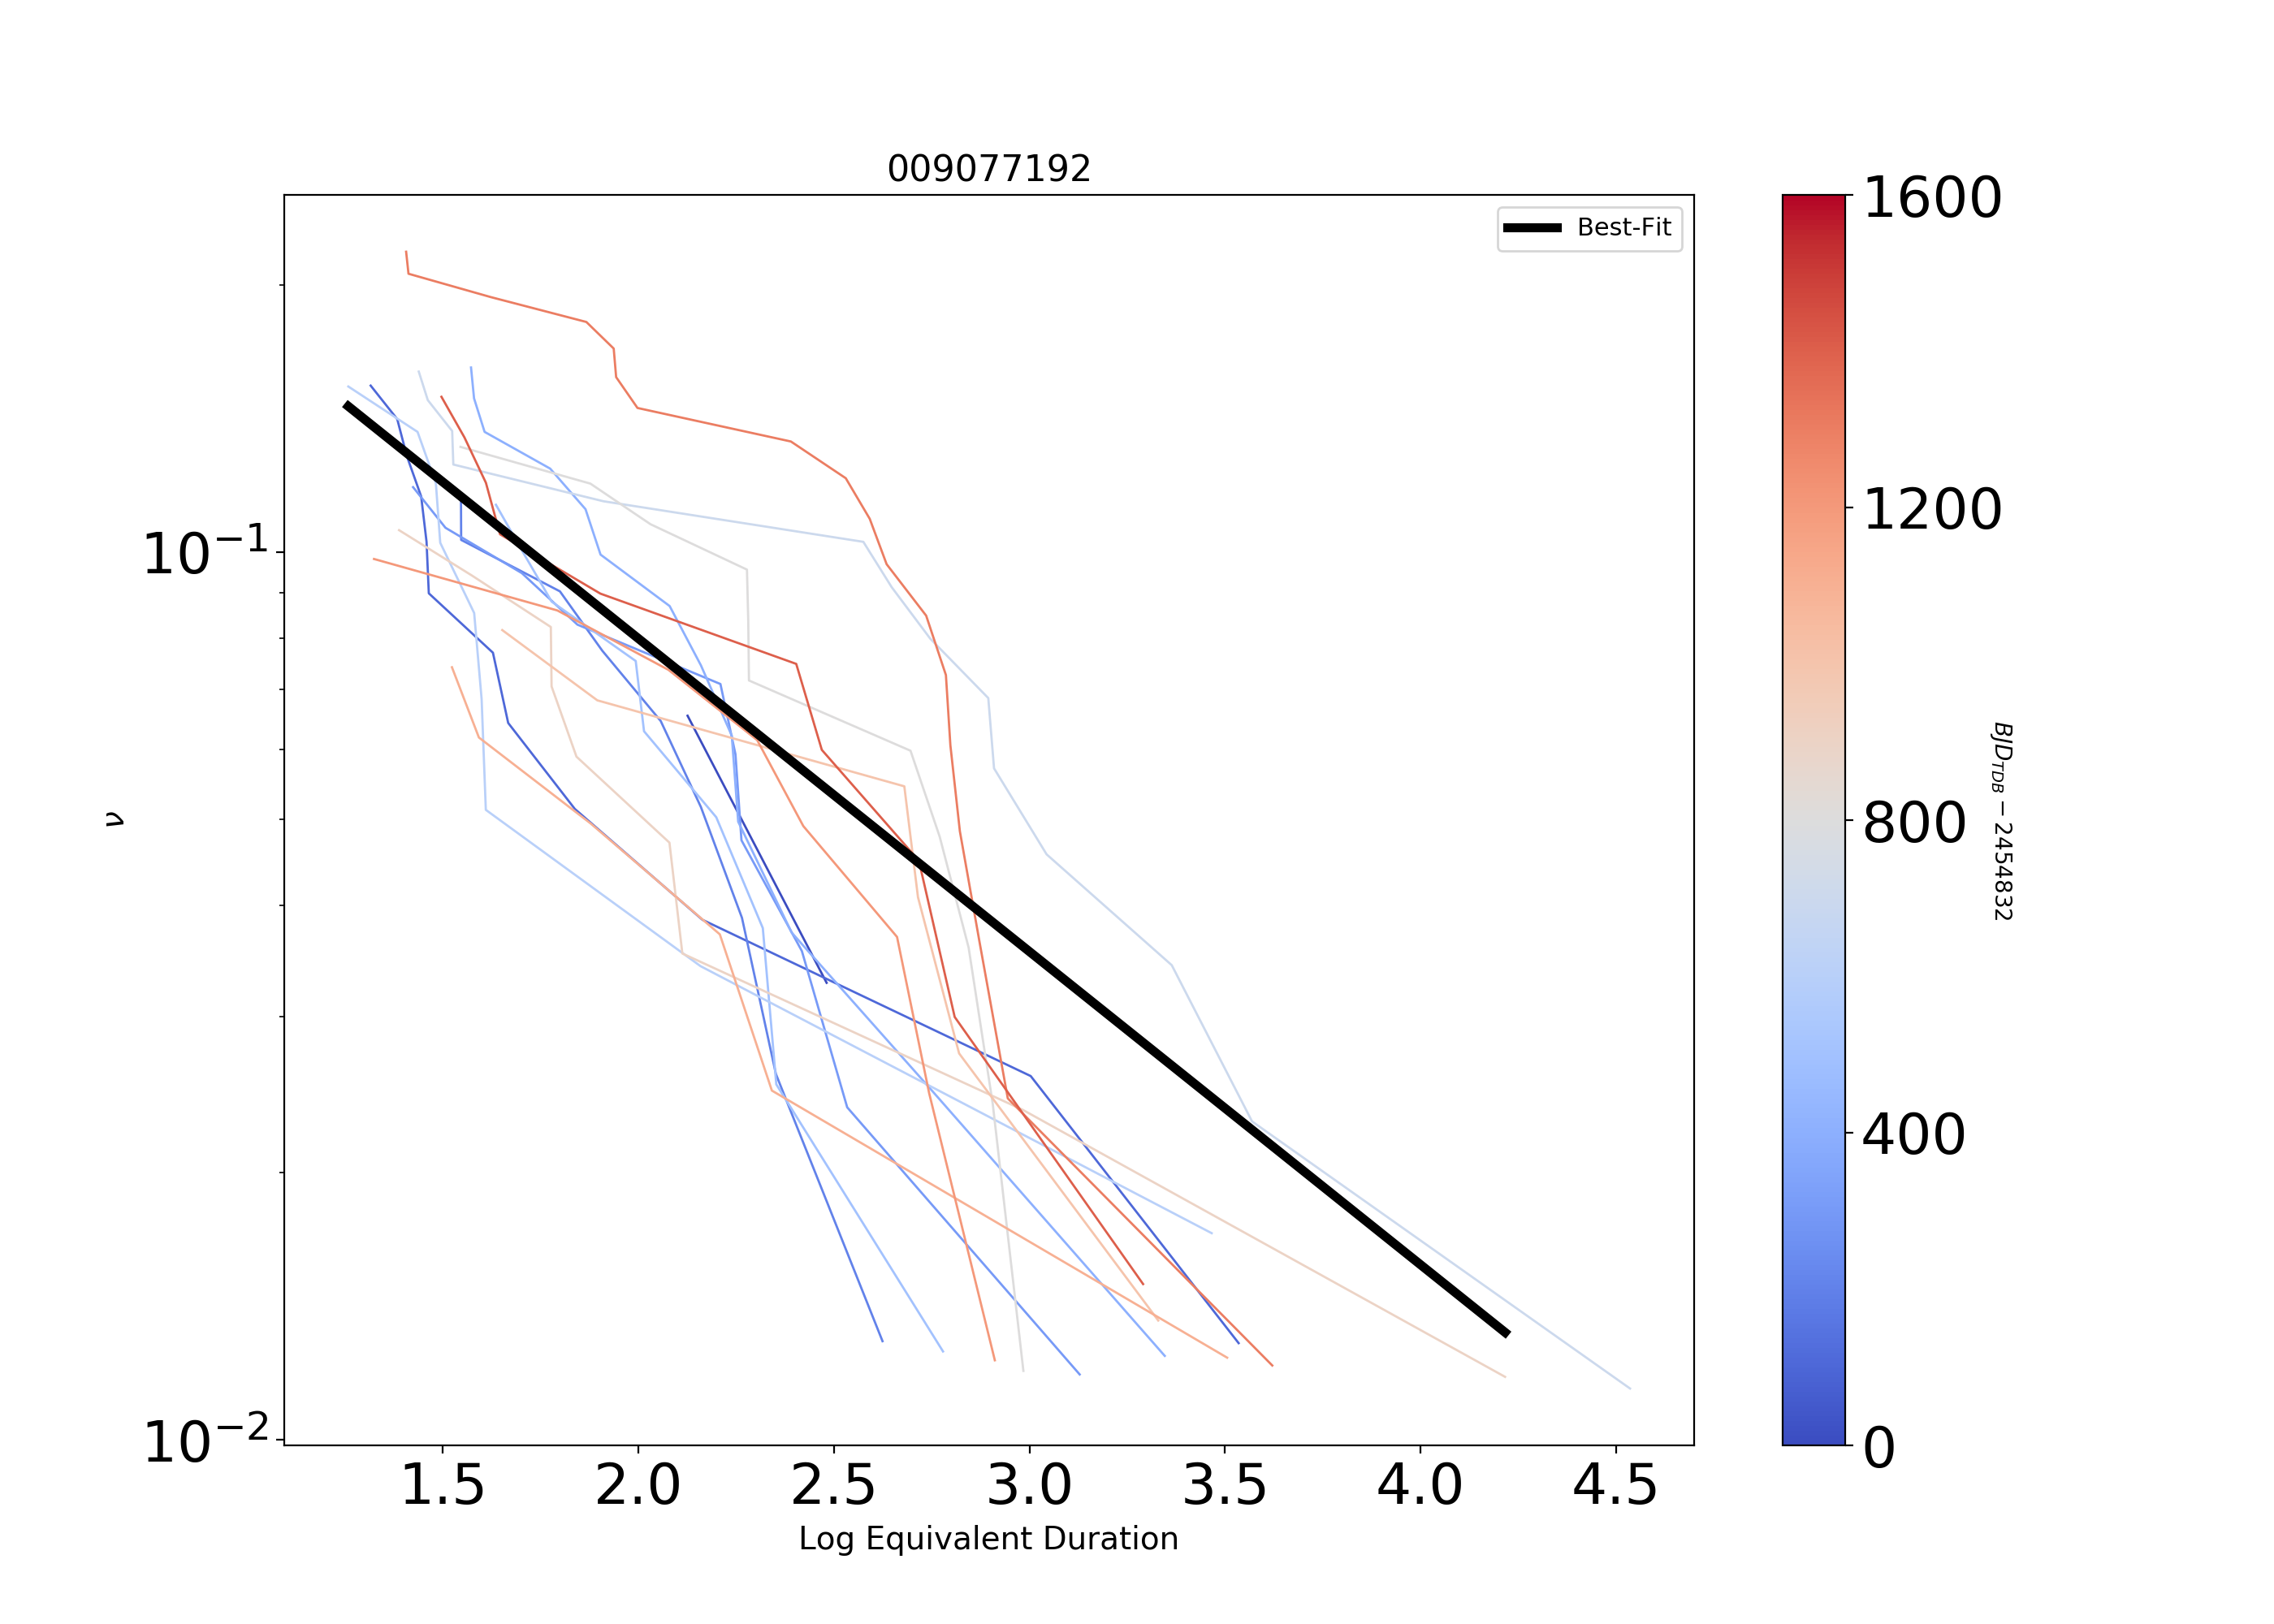 009077192
Best-Fit
10⁻¹
10⁻²
ν
1.5 2.0 2.5 3.0 3.5 4.0 4.5
Log Equivalent Duration
1600
1200
800
400
0
BJD_TDB − 2454832